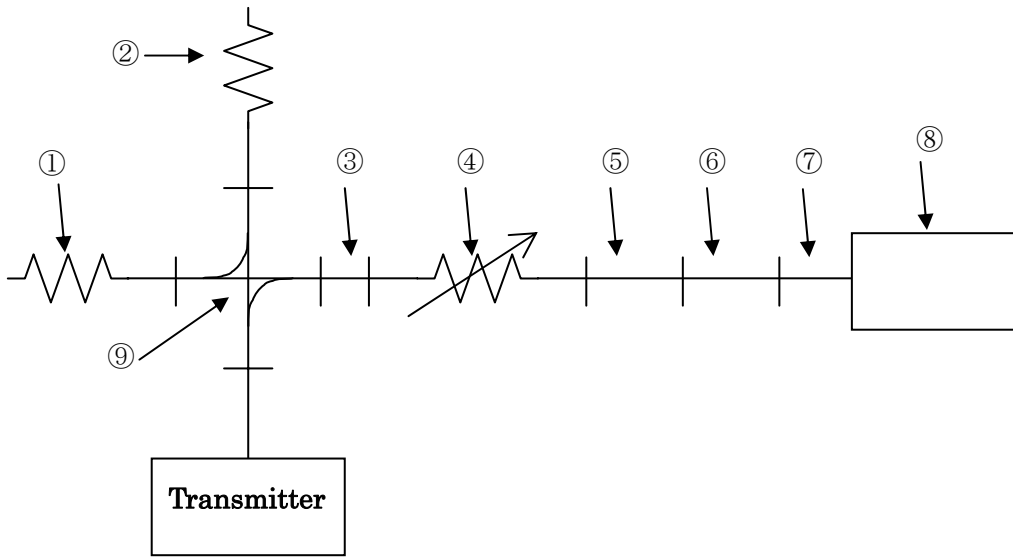 ②
① ③ ④ ⑤ ⑥ ⑦ ⑧
⑨
Transmitter